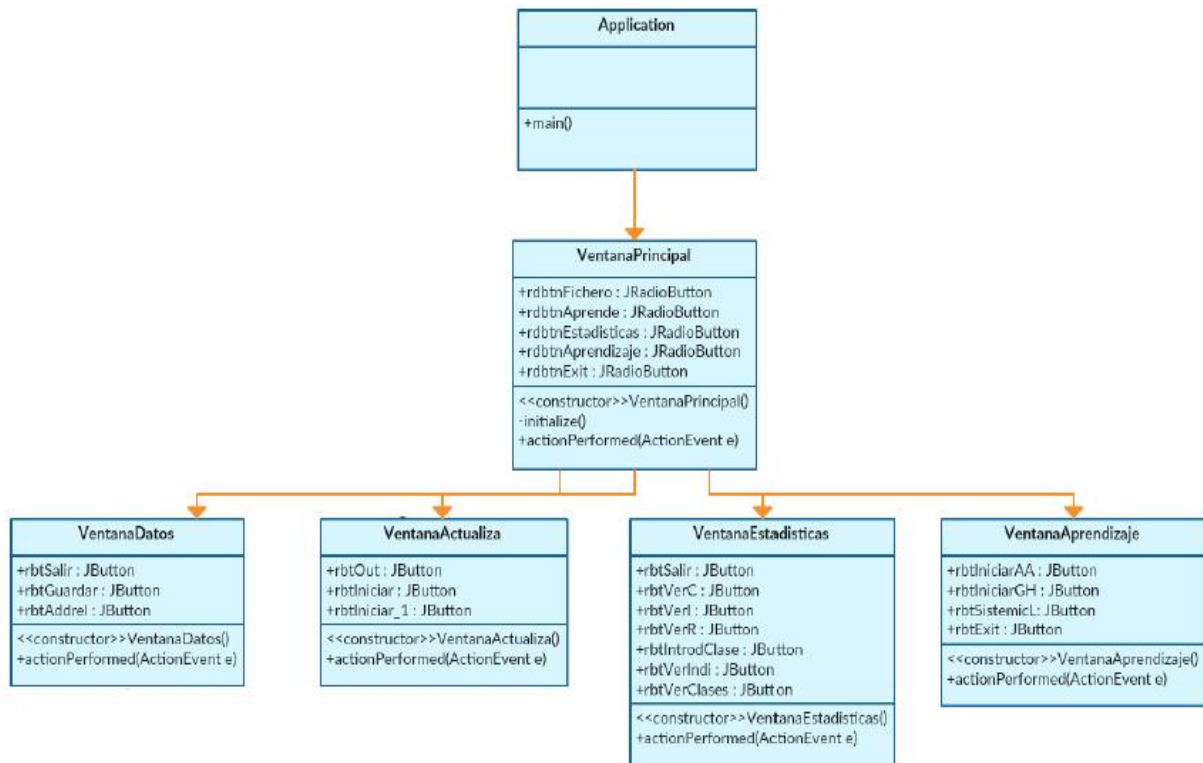 Application
+main()
VentanaPrincipal
+rdbtnFichero : JRadioButton
+rdbtnAprende : JRadioButton
+rdbtnEstadisticas : JRadioButton
+rdbtnAprendizaje : JRadioButton
+rdbtnExit : JRadioButton
<<constructor>>VentanaPrincipal()
-initialize()
+actionPerformed(ActionEvent e)
VentanaDatos
+rbtSalir : JButton
+rbtGuardar : JButton
+rbtAddrel : JButton
<<constructor>>VentanaDatos()
+actionPerformed(ActionEvent e)
VentanaActualiza
+rbtOut : JButton
+rbtIniciar : JButton
+rbtIniciar_1 : JButton
<<constructor>>VentanaActualiza()
+actionPerformed(ActionEvent e)
VentanaEstadisticas
+rbtSalir : JButton
+rbtVerC : JButton
+rbtVerI : JButton
+rbtVerR : JButton
+rbtIntrodClase : JButton
+rbtVerIndi : JButton
+rbtVerClases : JButton
<<constructor>>VentanaEstadisticas()
+actionPerformed(ActionEvent e)
VentanaAprendizaje
+rbtIniciarAA : JButton
+rbtIniciarGH : JButton
+rbtSistemicL: JButton
+rbtExit : JButton
<<constructor>>VentanaAprendizaje()
+actionPerformed(ActionEvent e)